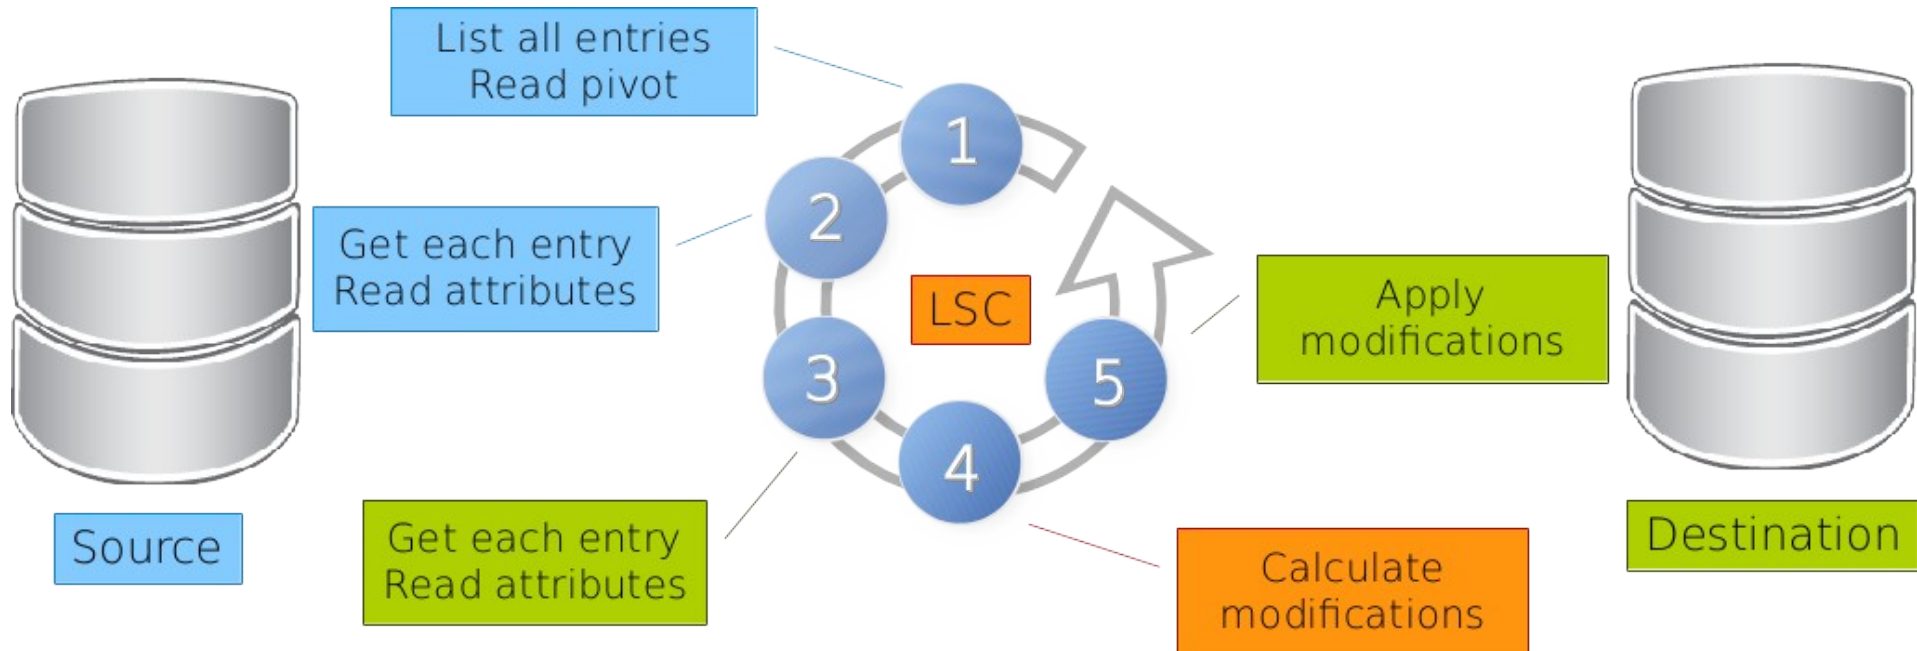 List all entries
Read pivot
1
2
Get each entry
Read attributes
LSC
Apply
modifications
3
5
4
Source
Get each entry
Read attributes
Calculate
modifications
Destination